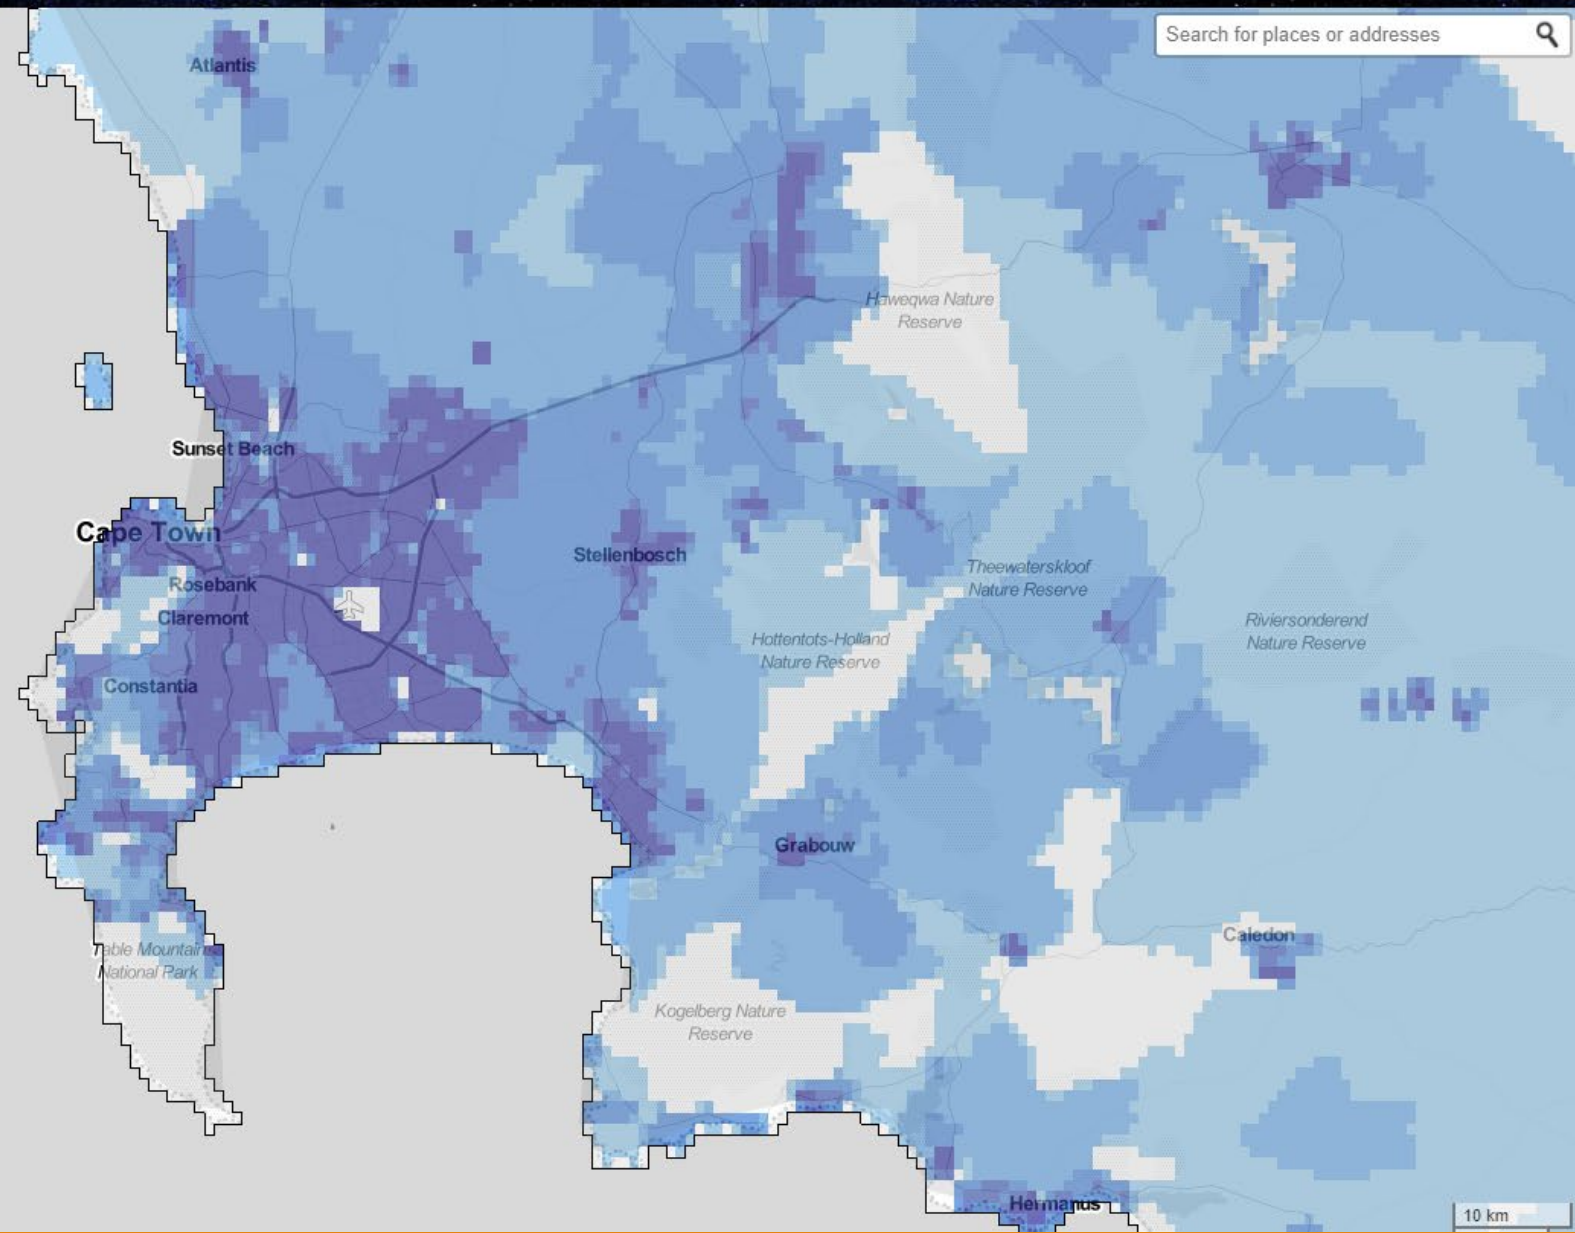 Search for places or addresses
Atlantis
Haweqwa Nature
Reserve
Sunset Beach
Cape Town
Stellenbosch
Rosebank
Claremont
Theewaterskloof
Nature Reserve
Riviersonderend
Nature Reserve
Hottentots-Holland
Nature Reserve
Constantia
Grabouw
Caledon
Table Mountain
National Park
Kogelberg Nature
Reserve
Hermanus
10 km